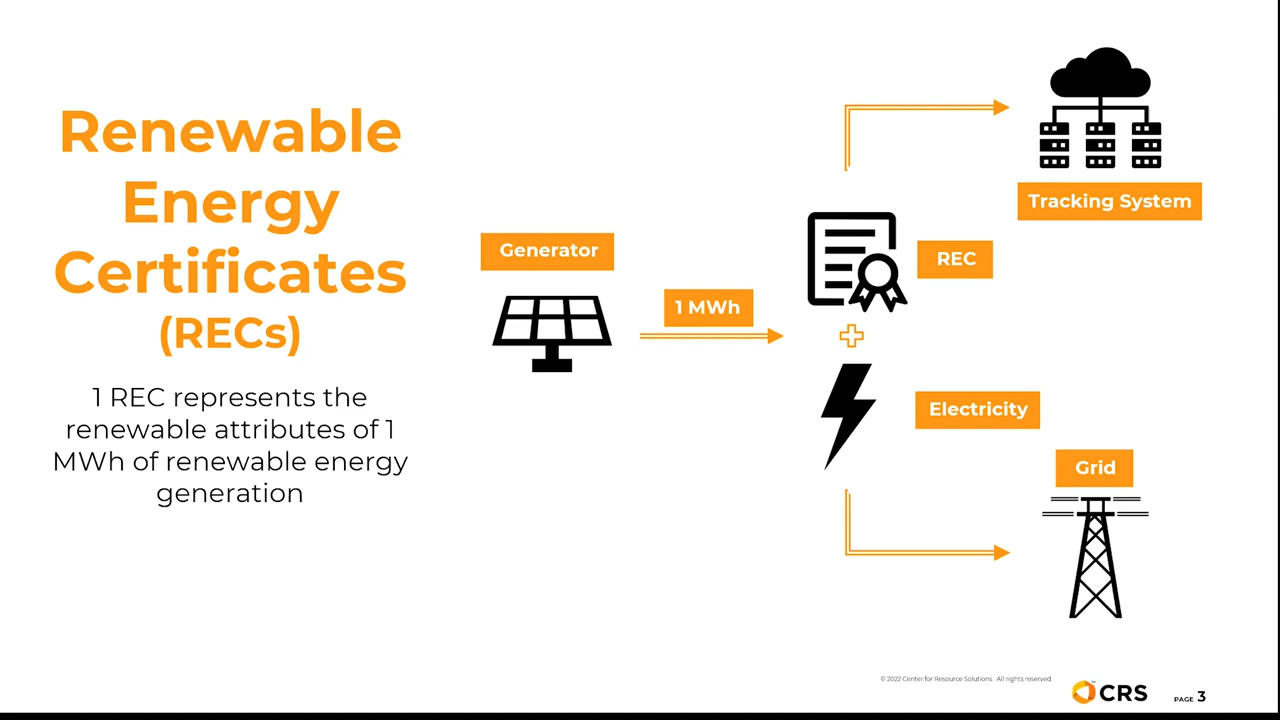 Renewable
Energy
Certificates
(RECs)
1 REC represents the
renewable attributes of 1
MWh of renewable energy
generation
Generator
1 MWh
REC
Tracking System
Electricity
Grid
© 2022 Center for Resource Solutions. All rights reserved.
CRS
PAGE 3